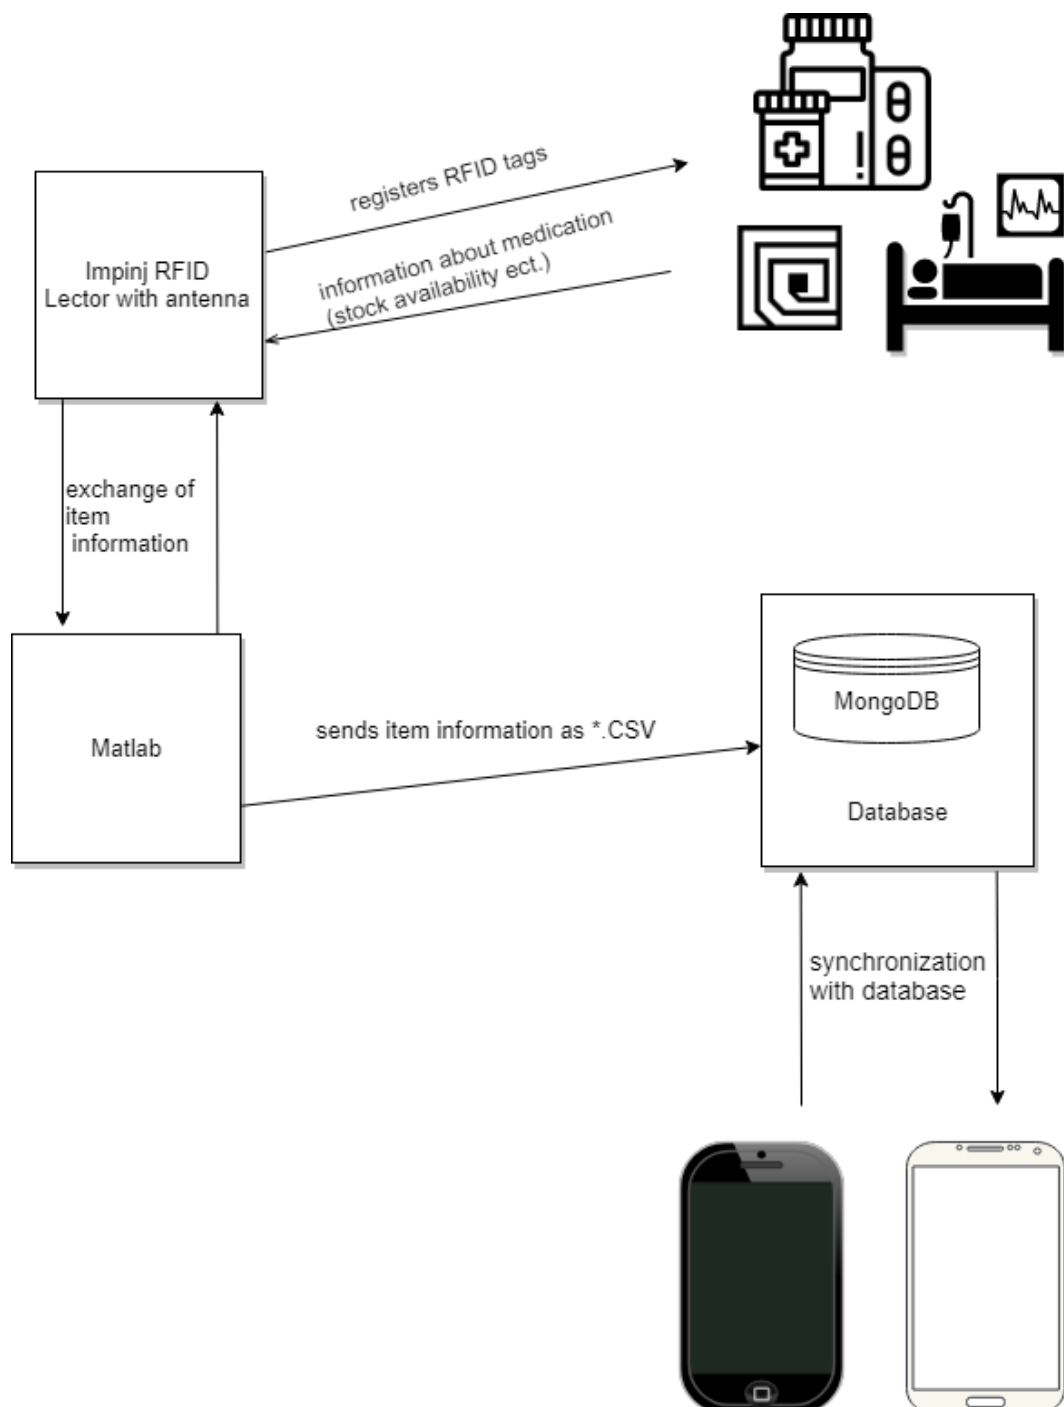 registers RFID tags
information about medication
(stock availability ect.)
Impinj RFID
Lector with antenna
exchange of
item
information
Matlab
sends item information as *.CSV
MongoDB
Database
synchronization
with database